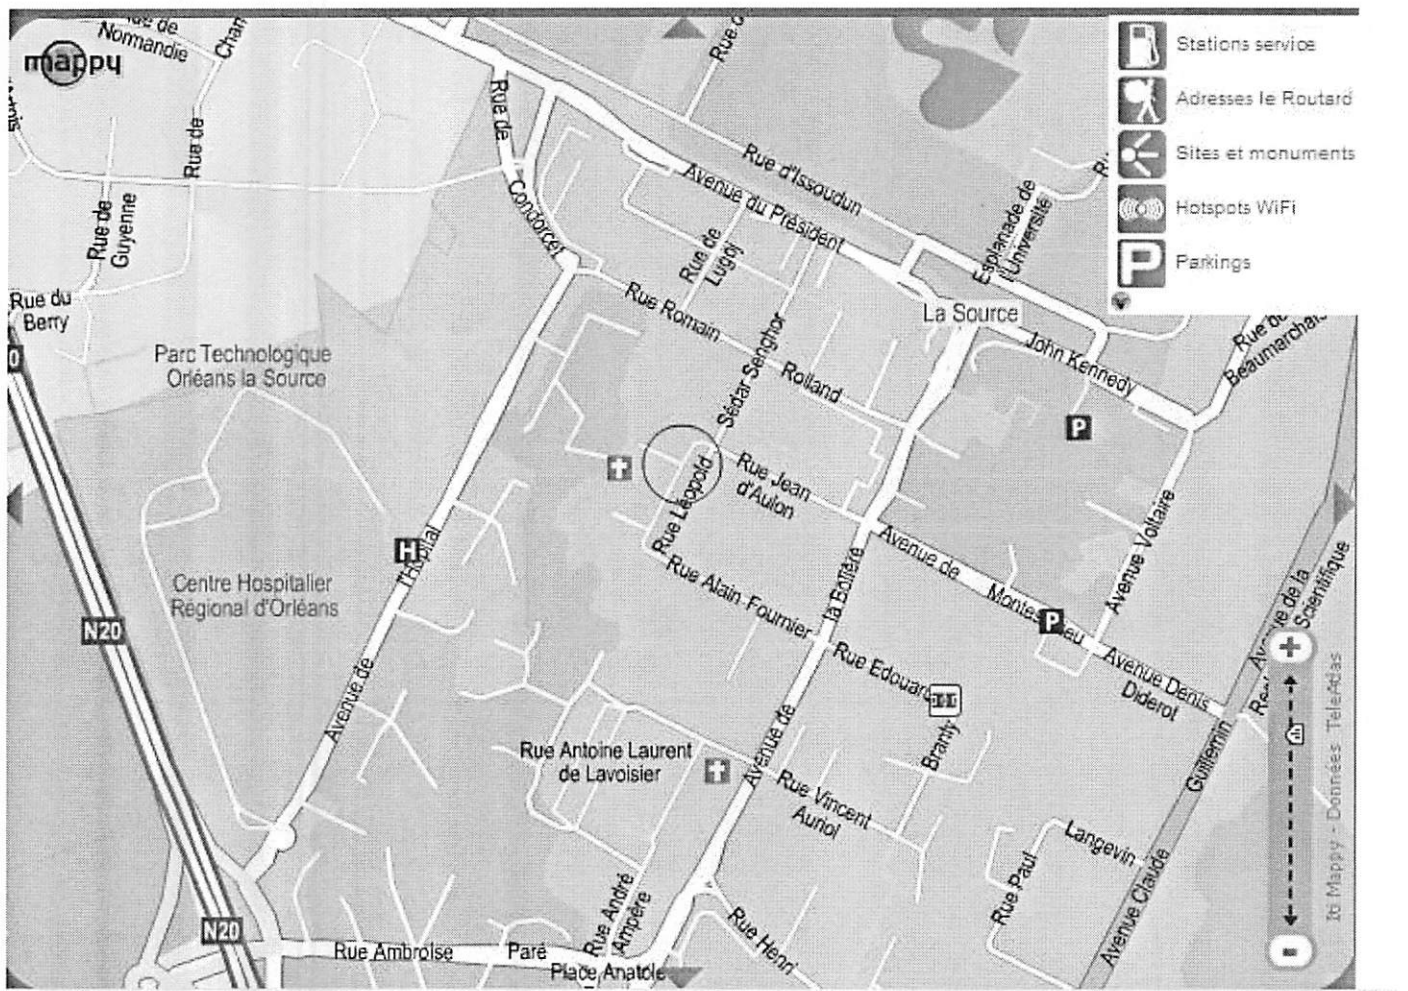 Normandie
mappy
Rue de
Rue de
Guyenne
Rue du
Berry
Parc Technologique
Orléans la Source
Centre Hospitalier
Régional d'Orléans
N20
N20
Rue de
Condorcet
Rue d'Issoudun
Avenue du Président
Rue de
Lugoj
Esplanade de
l'Université
La Source
John Kennedy
Rue de
Beaumarchais
Rue Romain
Rolland
Sédar Senghor
Rue Léopold
Rue Jean
d'Aulon
H
l'Hôpital
Avenue de
P
P
Rue Alain-Fournier
la Bolière
Avenue de
Avenue de
Avenue Voltaire
Avenue Denis
Diderot
Rue Edouard
Branly
Rue Antoine Laurent
de Lavoisier
Rue Vincent
Auriol
Langevin
Rue Paul
Avenue Claude
Guillemin
Avenue de la
Scientifique
Rue André
Ampère
Rue Henri
Rue Ambroise
Paré
Place Anatole
Stations service
Adresses le Routard
Sites et monuments
Hotspots WiFi
P
Parkings
Iti Mappy - Données TeleAtlas